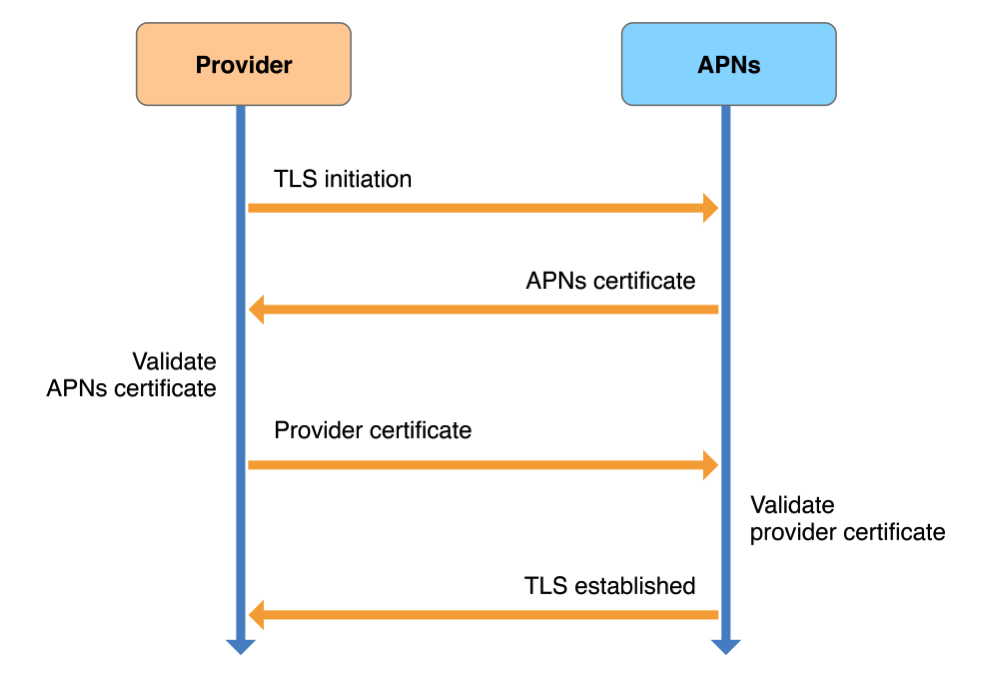 Provider
APNs
TLS initiation
APNs certificate
Validate
APNs certificate
Provider certificate
Validate
provider certificate
TLS established